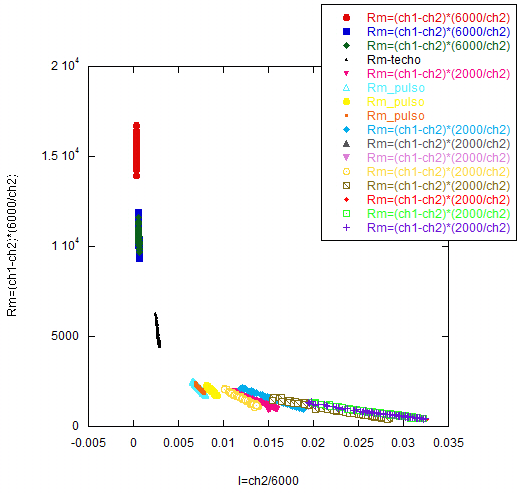 Rm=(ch1-ch2)*(6000/ch2)
Rm=(ch1-ch2)*(6000/ch2)
Rm=(ch1-ch2)*(6000/ch2)
Rm-techo
Rm=(ch1-ch2)*(2000/ch2)
Rm_pulso
Rm_pulso
Rm_pulso
Rm=(ch1-ch2)*(2000/ch2)
Rm=(ch1-ch2)*(2000/ch2)
Rm=(ch1-ch2)*(2000/ch2)
Rm=(ch1-ch2)*(2000/ch2)
Rm=(ch1-ch2)*(2000/ch2)
Rm=(ch1-ch2)*(2000/ch2)
Rm=(ch1-ch2)*(2000/ch2)
Rm=(ch1-ch2)*(2000/ch2)
2 10⁴
1.5 10⁴
1 10⁴
5000
0
Rm=(ch1-ch2)*(6000/ch2)
-0.005 0 0.005 0.01 0.015 0.02 0.025 0.03 0.035
I=ch2/6000